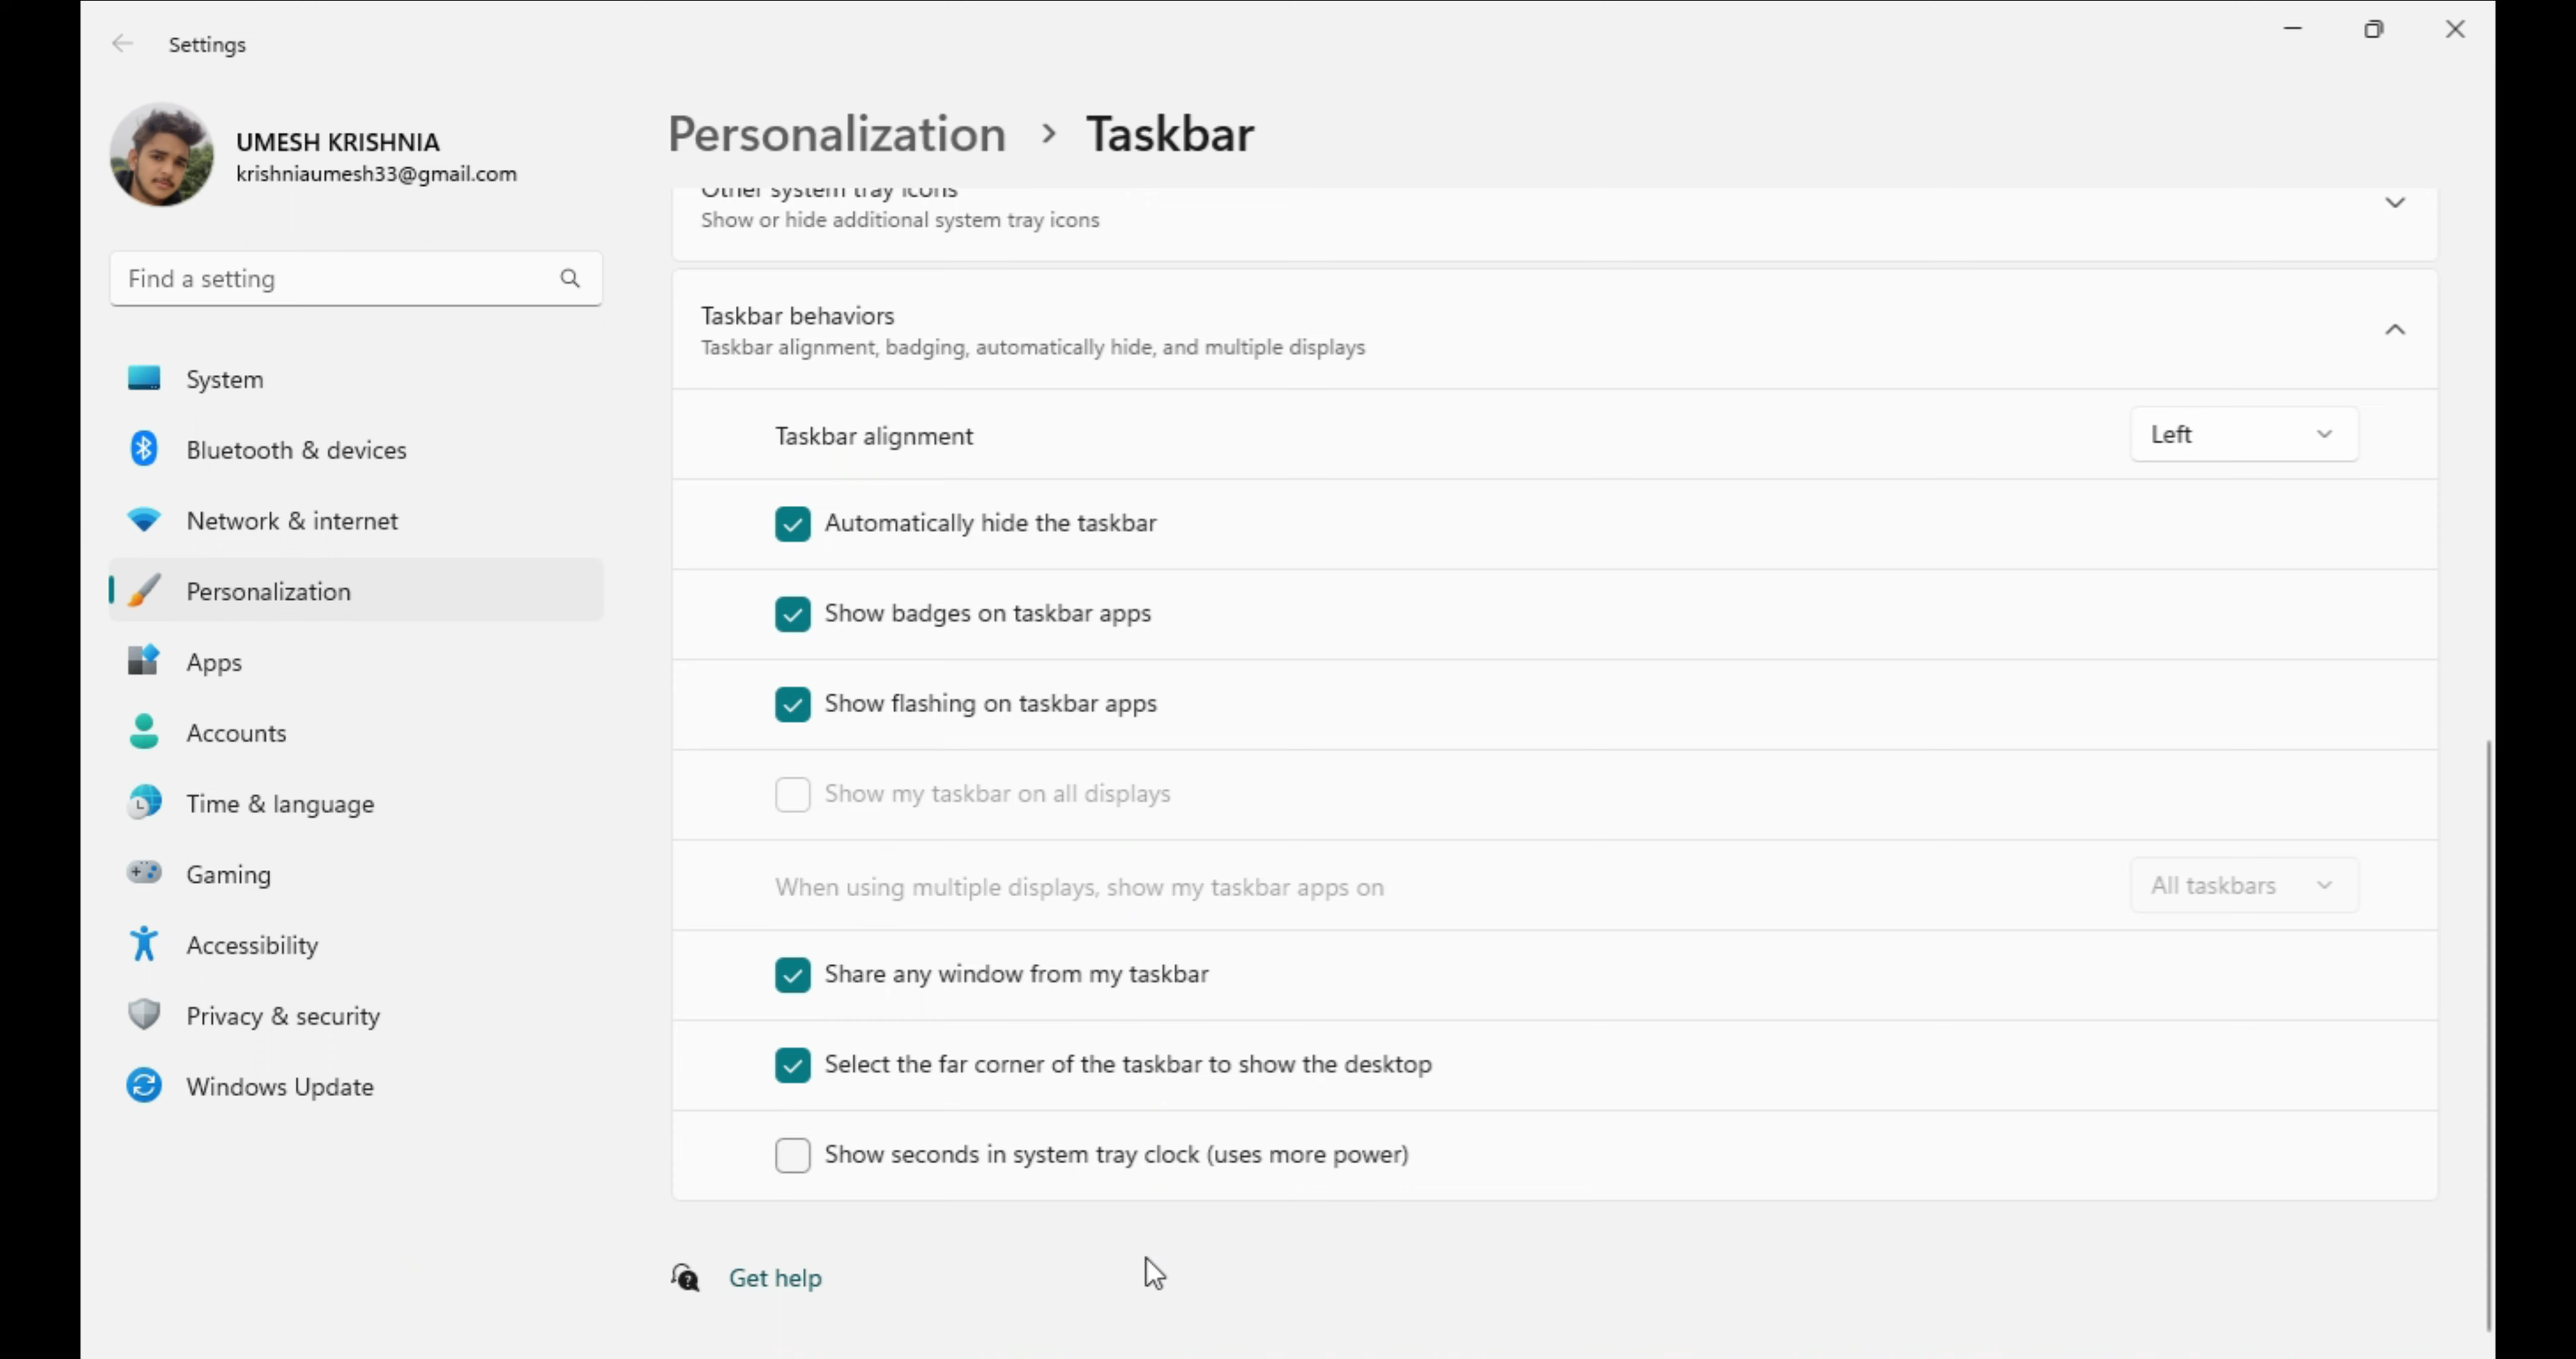 Settings
UMESH KRISHNIA
krishniaumesh33@gmail.com
Find a setting
System
Bluetooth & devices
Network & internet
Personalization
Apps
Accounts
Time & language
Gaming
Accessibility
Privacy & security
Windows Update
Personalization > Taskbar
Other system tray icons
Show or hide additional system tray icons
Taskbar behaviors
Taskbar alignment, badging, automatically hide, and multiple displays
Taskbar alignment Left
Automatically hide the taskbar
Show badges on taskbar apps
Show flashing on taskbar apps
Show my taskbar on all displays
When using multiple displays, show my taskbar apps on All taskbars
Share any window from my taskbar
Select the far corner of the taskbar to show the desktop
Show seconds in system tray clock (uses more power)
Get help